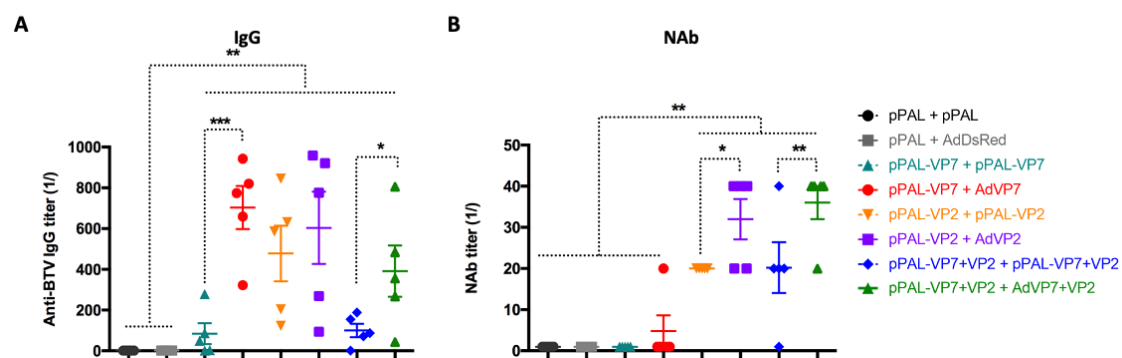 A
B
IgG
NAb
**
***
*
Anti-BTV IgG titer (1/)
1000
800
600
400
200
0
**
*
**
NAb titer (1/)
50
40
30
20
10
0
pPAL + pPAL
pPAL + AdDsRed
pPAL-VP7 + pPAL-VP7
pPAL-VP7 + AdVP7
pPAL-VP2 + pPAL-VP2
pPAL-VP2 + AdVP2
pPAL-VP7+VP2 + pPAL-VP7+VP2
pPAL-VP7+VP2 + AdVP7+VP2